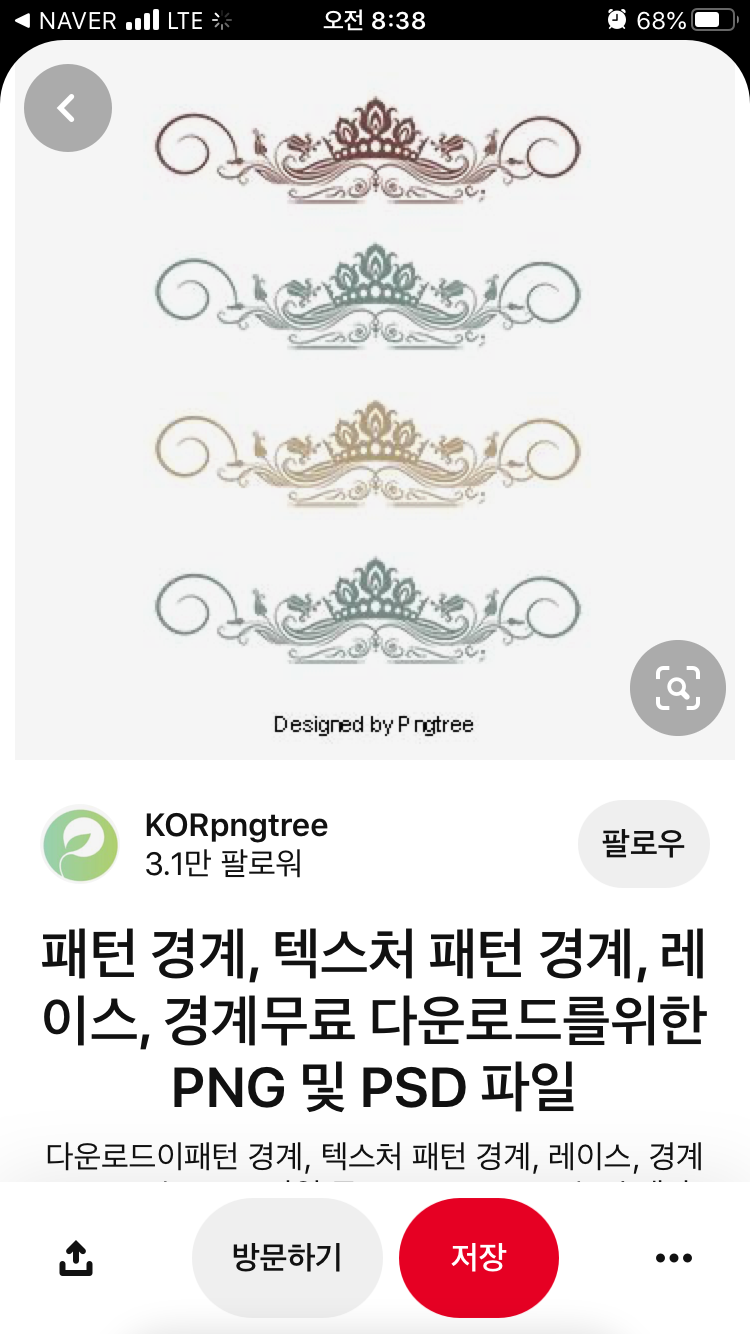 NAVER LTE 오전 8:38 68%
Designed by Pngtree
KORpngtree
3.1만 팔로워
팔로우
패턴 경계, 텍스처 패턴 경계, 레
이스, 경계무료 다운로드를위한
PNG 및 PSD 파일
다운로드이패턴 경계, 텍스처 패턴 경계, 레이스, 경계
방문하기
저장